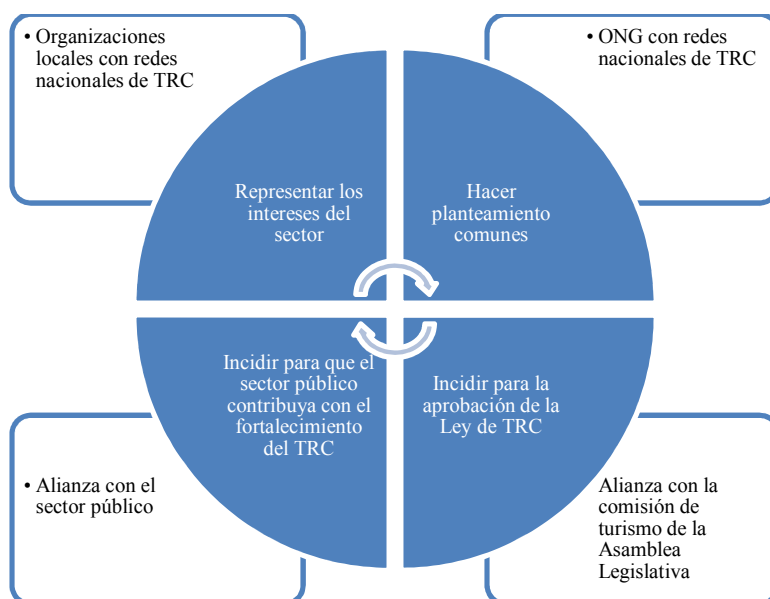 • Organizaciones
locales con redes
nacionales de TRC
• ONG con redes
nacionales de TRC
Representar los
intereses del
sector
Hacer
planteamiento
comunes
Incidir para que el
sector público
contribuya con el
fortalecimiento
del TRC
Incidir para la
aprobación de la
Ley de TRC
• Alianza con el
sector público
Alianza con la
comisión de
turismo de la
Asamblea
Legislativa